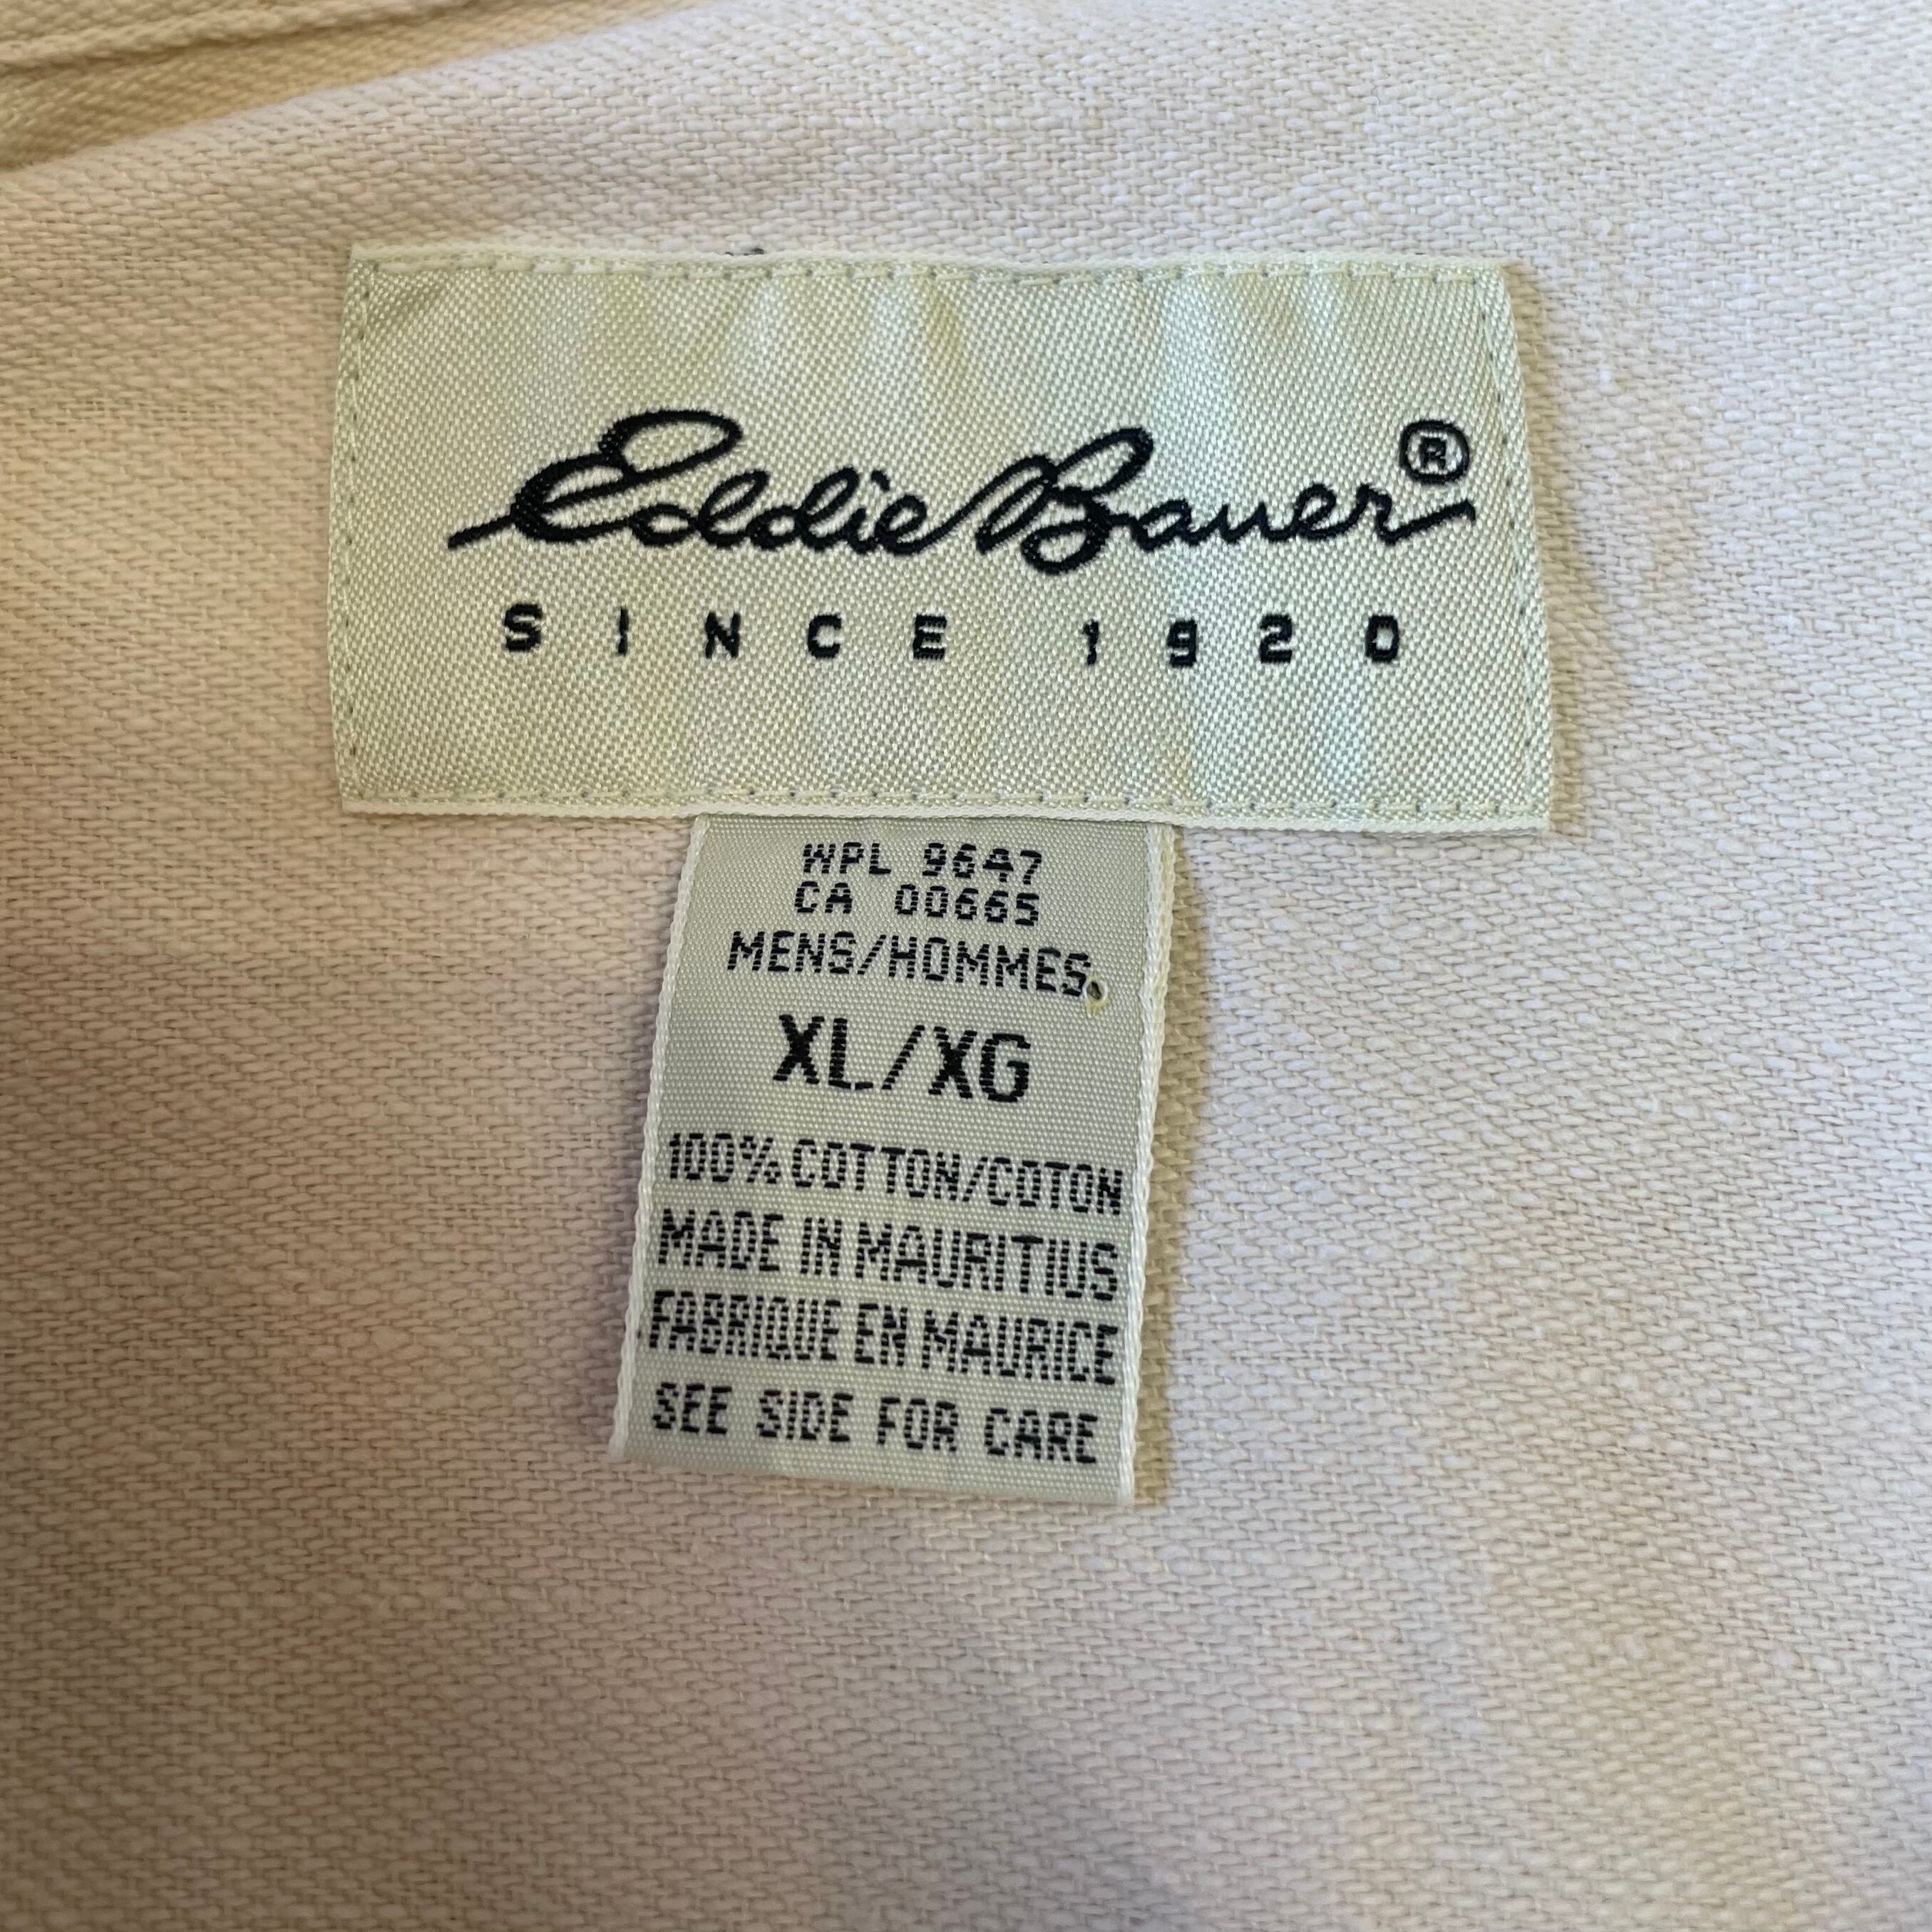 Eddie Bauer®
SINCE 1920
WPL 9647
CA 00665
MENS/HOMMES
XL/XG
100% COTTON/COTON
MADE IN MAURITIUS
FABRIQUE EN MAURICE
SEE SIDE FOR CARE